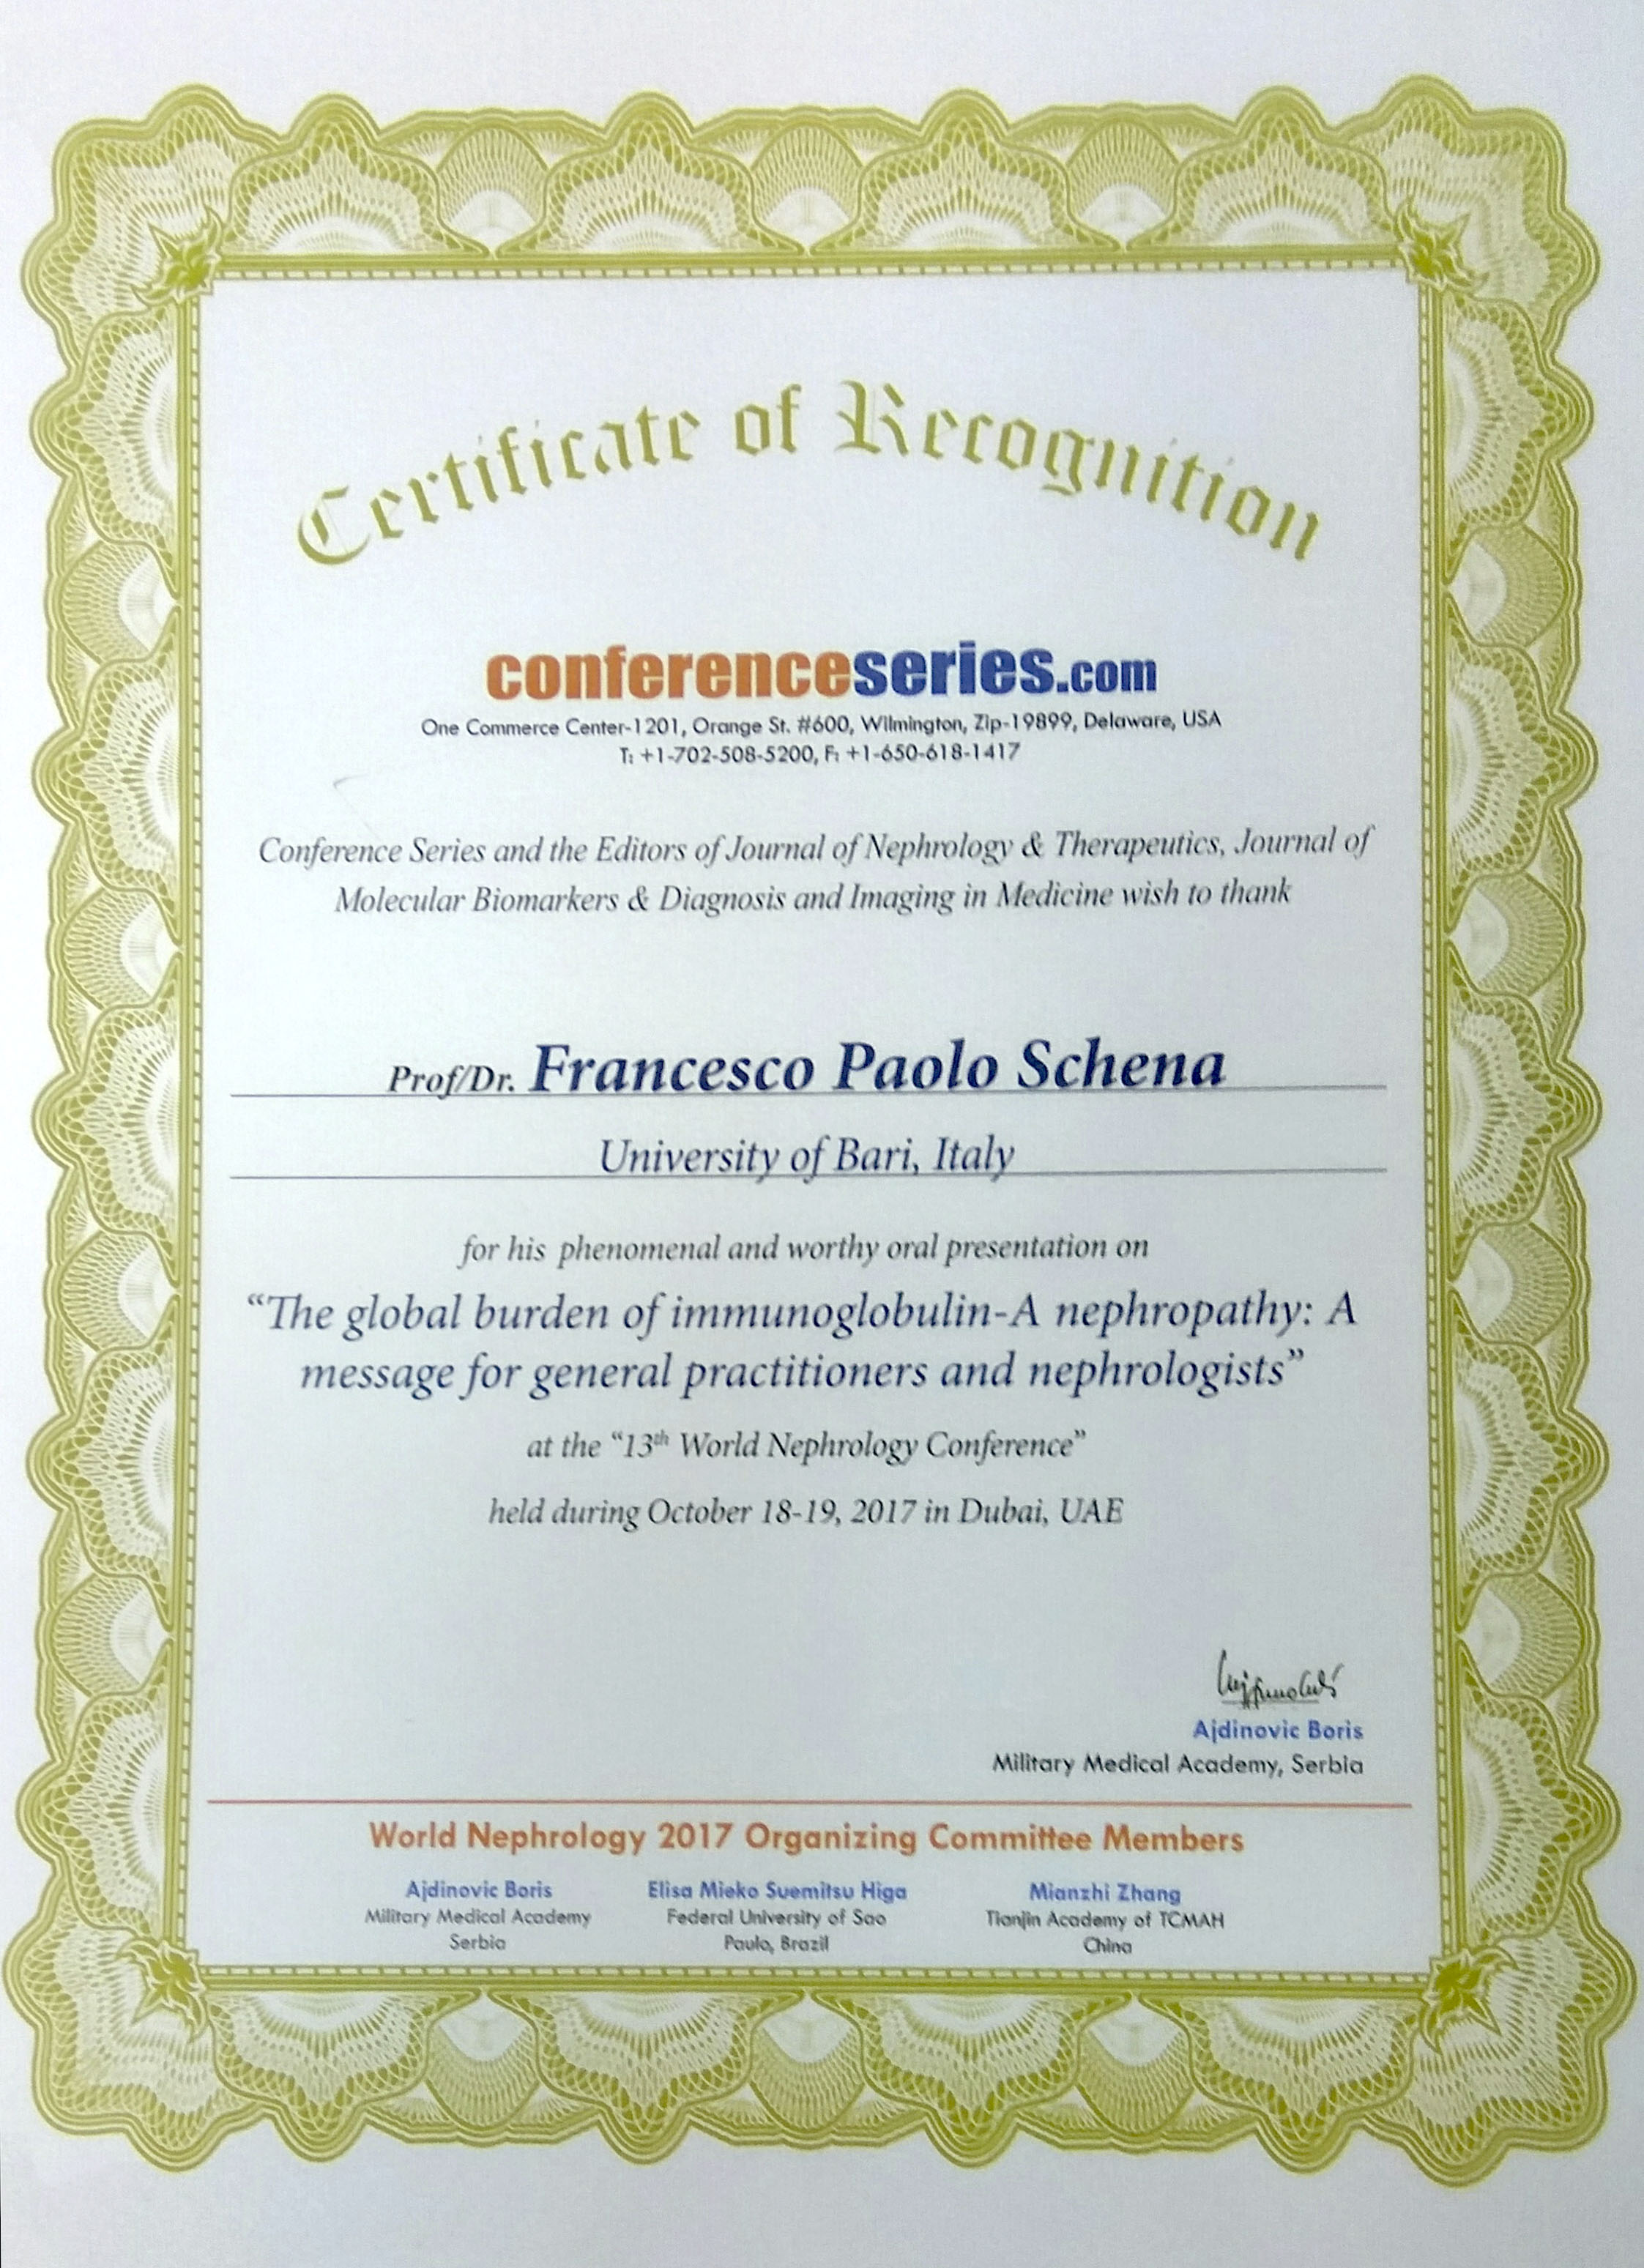 Certificate of Recognition
conferenceseries.com
One Commerce Center-1201, Orange St. #600, Wilmington, Zip-19899, Delaware, USA
T: +1-702-508-5200, F: +1-650-618-1417
Conference Series and the Editors of Journal of Nephrology & Therapeutics, Journal of
Molecular Biomarkers & Diagnosis and Imaging in Medicine wish to thank
Prof/Dr. Francesco Paolo Schena
University of Bari, Italy
for his phenomenal and worthy oral presentation on
“The global burden of immunoglobulin-A nephropathy: A
message for general practitioners and nephrologists”
at the “13th World Nephrology Conference”
held during October 18-19, 2017 in Dubai, UAE
Ajdinovic Boris
Military Medical Academy, Serbia
World Nephrology 2017 Organizing Committee Members
Ajdinovic Boris
Military Medical Academy
Serbia
Elisa Mieko Suemitsu Higa
Federal University of Sao
Paulo, Brazil
Mianzhi Zhang
Tianjin Academy of TCMAH
China